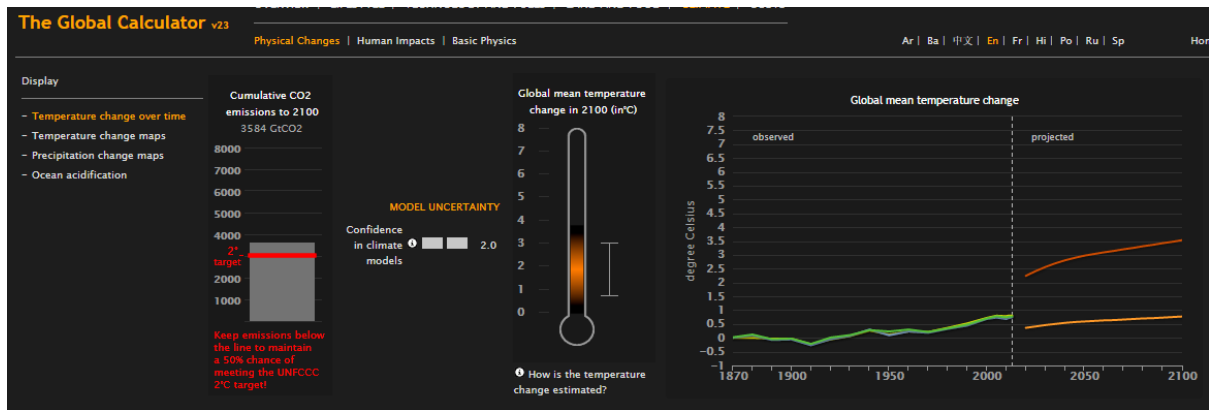 The Global Calculator v23
Physical Changes | Human Impacts | Basic Physics
Ar | Ba | 中文 | En | Fr | Hi | Po | Ru | Sp
Display
- Temperature change over time
- Temperature change maps
- Precipitation change maps
- Ocean acidification
Cumulative CO2
emissions to 2100
3584 GtCO2
8000
7000
6000
5000
4000
2°
target
2000
1000
Keep emissions below
the line to maintain
a 50% chance of
meeting the UNFCCC
2°C target!
MODEL UNCERTAINTY
Confidence
in climate
models
2.0
Global mean temperature
change in 2100 (in°C)
8
7
6
5
4
3
2
1
0
How is the temperature
change estimated?
Global mean temperature change
observed
projected
degree Celsius
8
7.5
7
6.5
6
5.5
5
4.5
4
3.5
3
2.5
2
1.5
1
0.5
0
-0.5
-1
1870 1900 1950 2000 2050 2100